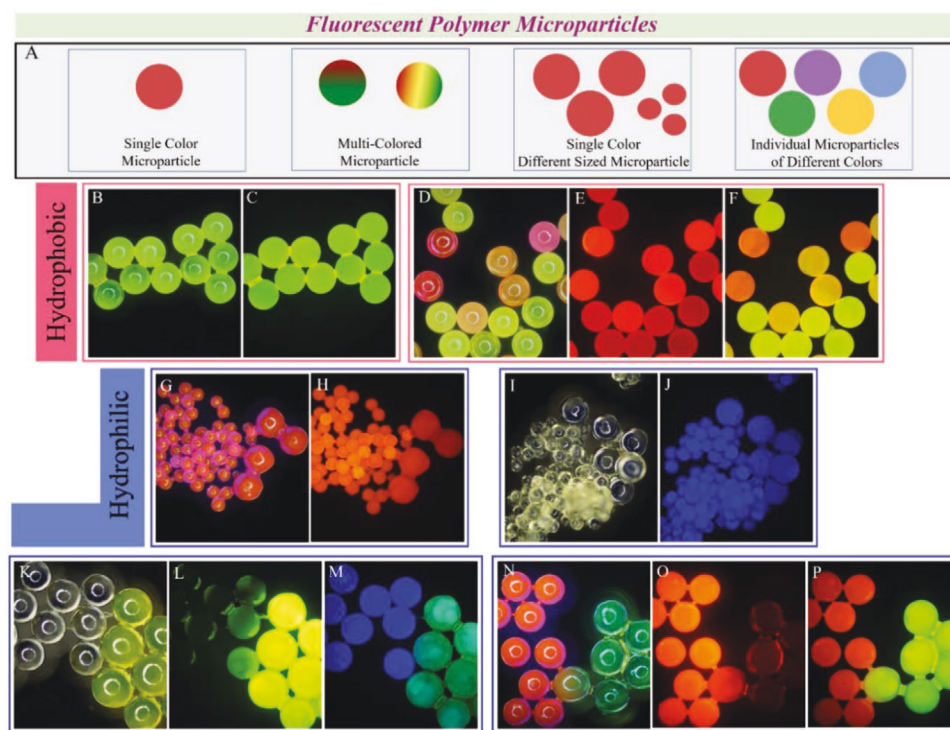 Fluorescent Polymer Microparticles
A
Single Color
Microparticle
Multi-Colored
Microparticle
Single Color
Different Sized Microparticle
Individual Microparticles
of Different Colors
Hydrophobic
B
C
D
E
F
Hydrophilic
G
H
I
J
K
L
M
N
O
P